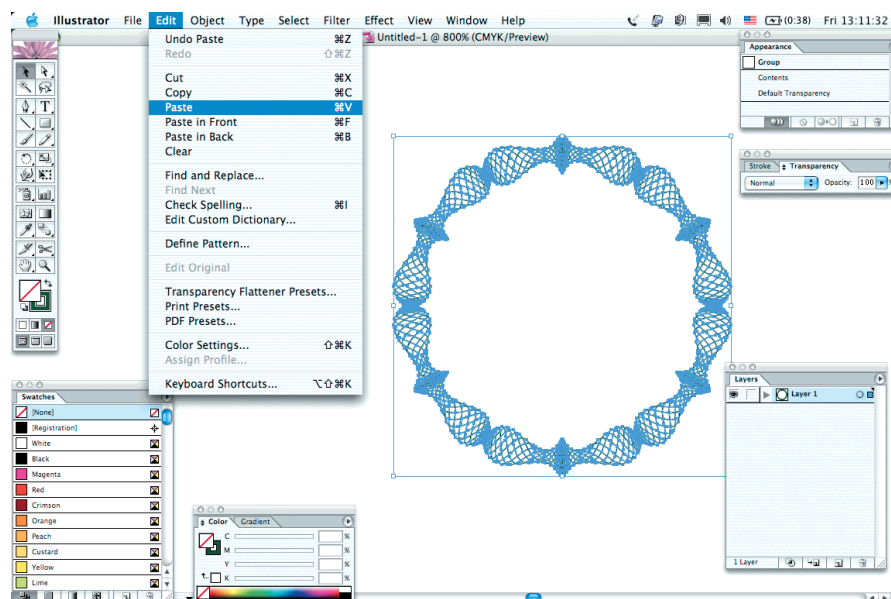 Illustrator File Edit Object Type Select Filter Effect View Window Help (0:38) Fri 13:11:32
Untitled-1 @ 800% (CMYK/Preview)
Undo Paste ⌘Z
Redo ⇧⌘Z
Cut ⌘X
Copy ⌘C
Paste ⌘V
Paste in Front ⌘F
Paste in Back ⌘B
Clear
Find and Replace...
Find Next
Check Spelling... ⌘I
Edit Custom Dictionary...
Define Pattern...
Edit Original
Transparency Flattener Presets...
Print Presets...
PDF Presets...
Color Settings... ⇧⌘K
Assign Profile...
Keyboard Shortcuts... ⌥⇧⌘K
Appearance
Group
Contents
Default Transparency
Stroke Transparency
Normal Opacity: 100
Layers
Layer 1
1 Layer
Swatches
[None]
[Registration]
White
Black
Magenta
Red
Crimson
Orange
Peach
Custard
Yellow
Lime
Color Gradient
C %
M %
Y %
K %